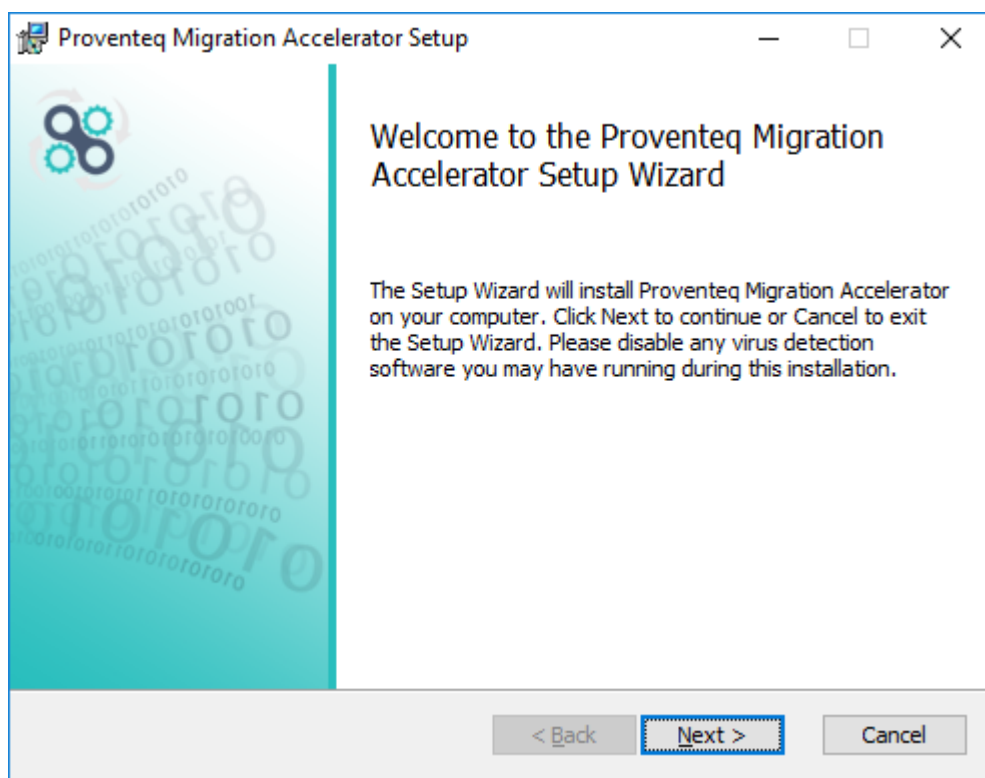 Proventeq Migration Accelerator Setup
Welcome to the Proventeq Migration
Accelerator Setup Wizard
The Setup Wizard will install Proventeq Migration Accelerator
on your computer. Click Next to continue or Cancel to exit
the Setup Wizard. Please disable any virus detection
software you may have running during this installation.
< Back
Next >
Cancel